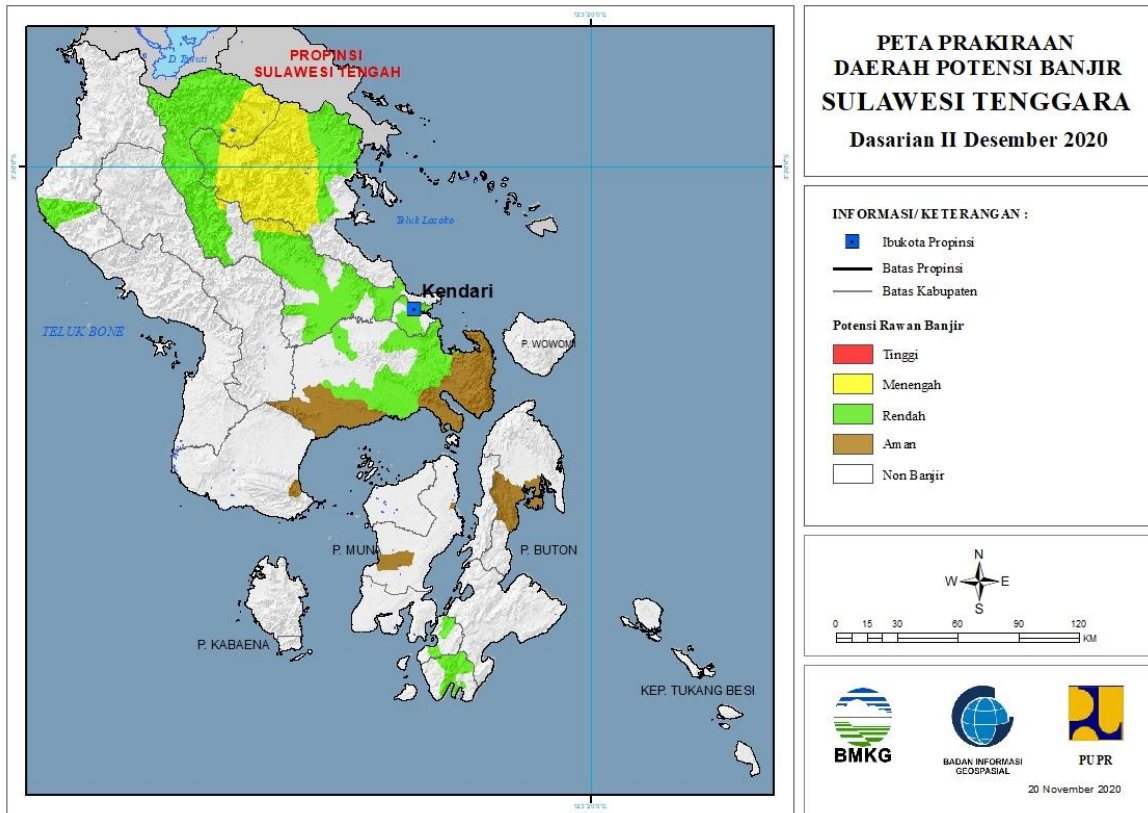 PETA PRAKIRAAN
DAERAH POTENSI BANJIR
SULAWESI TENGGARA
Dasarian II Desember 2020
INFORMASI/ KETERANGAN :
Ibukota Propinsi
Batas Propinsi
Batas Kabupaten
Potensi Rawan Banjir
Tinggi
Menengah
Rendah
Aman
Non Banjir
N
W E
S
0 15 30 60 90 120
KM
BMKG
BADAN INFORMASI
GEOSPASIAL
PUPR
20 November 2020
PROPINSI
SULAWESI TENGAH
Teluk
Kendari
TELUK BONE
P. WOWONI
P. MUN
P. BUTON
P. KABAENA
KEP. TUKANG BESI